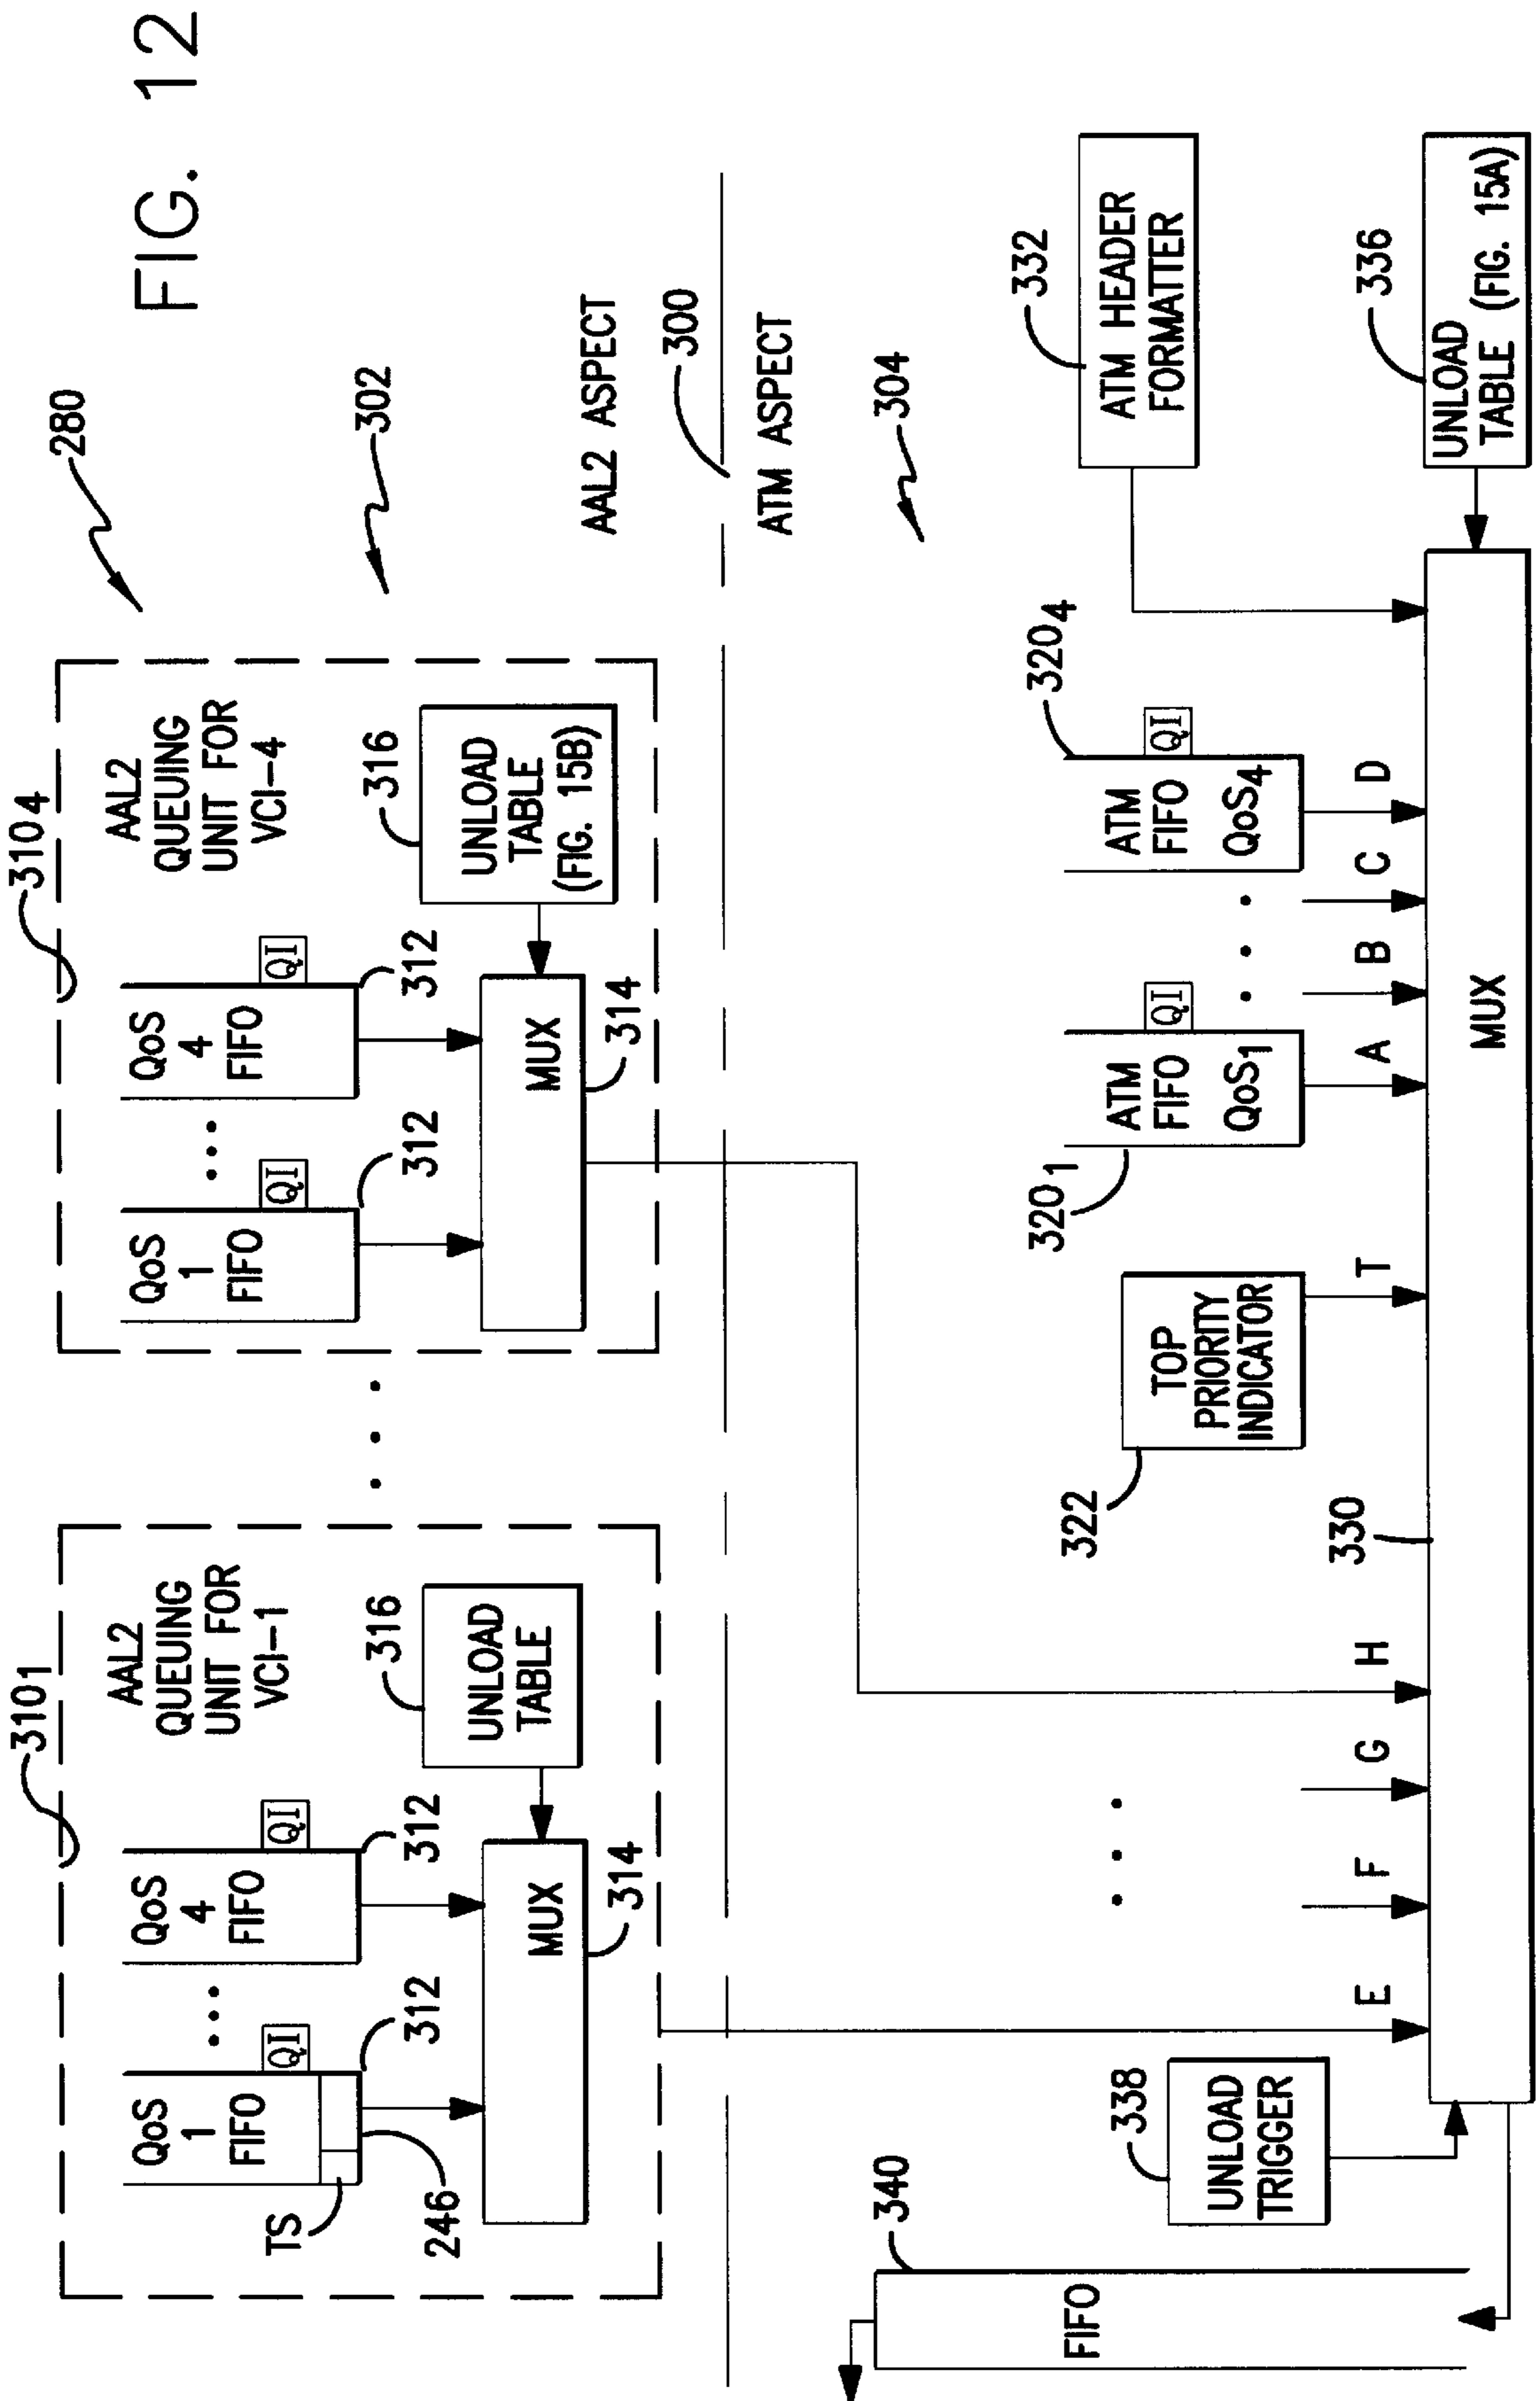 FIG. 12
280
302
3101
AAL2
QUEUING
UNIT FOR
VCI-1
QoS
1
FIFO
QI
QoS
4
FIFO
QI
TS
246
312
312
316
UNLOAD
TABLE
MUX
314
3104
AAL2
QUEUING
UNIT FOR
VCI-4
QoS
1
FIFO
QI
QoS
4
FIFO
QI
312
312
316
UNLOAD
TABLE
(FIG. 15B)
MUX
314
AAL2 ASPECT
300
ATM ASPECT
304
340
FIFO
338
UNLOAD
TRIGGER
E
F
G
H
322
TOP
PRIORITY
INDICATOR
T
3201
ATM
FIFO
QoS1
QI
3204
ATM
FIFO
QoS4
QI
A
B
C
D
332
ATM HEADER
FORMATTER
330
MUX
336
UNLOAD
TABLE (FIG. 15A)